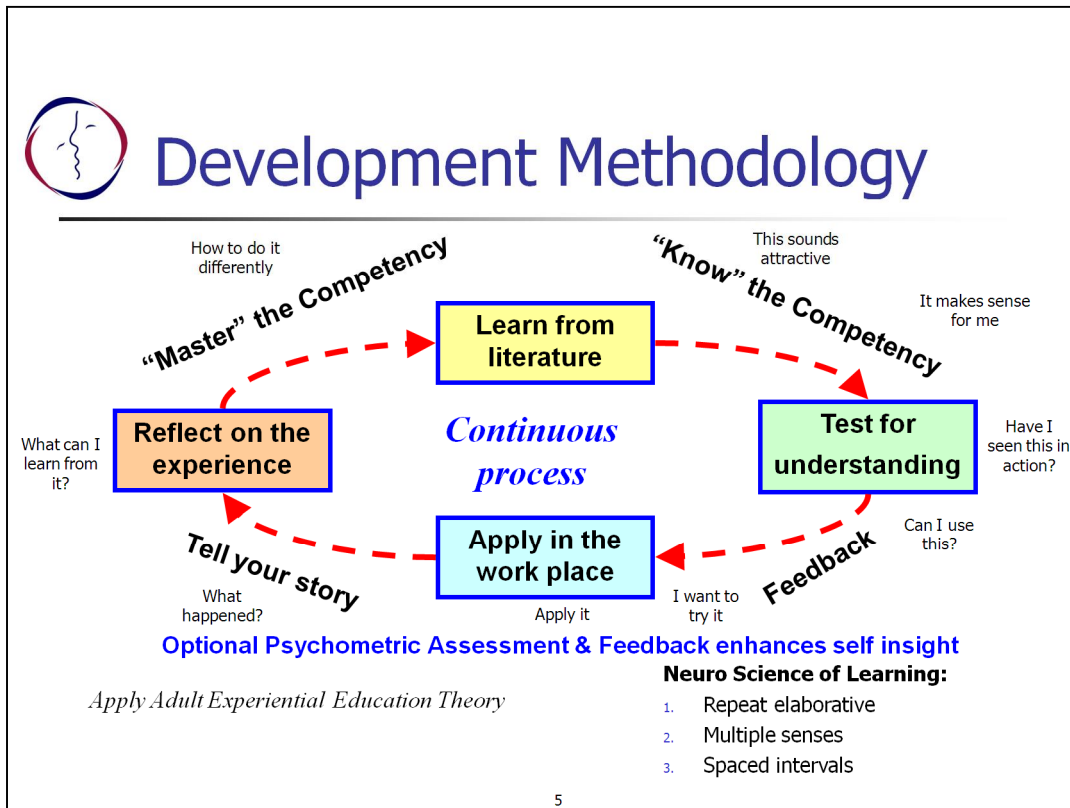 Development Methodology
How to do it
differently
"Master" the Competency
This sounds
attractive
"Know" the Competency
It makes sense
for me
Learn from
literature
Reflect on the
experience
What can I
learn from
it?
Continuous
process
Test for
understanding
Have I
seen this in
action?
Can I use
this?
Feedback
Apply in the
work place
Tell your story
What
happened?
Apply it
I want to
try it
Optional Psychometric Assessment & Feedback enhances self insight
Apply Adult Experiential Education Theory
Neuro Science of Learning:
1. Repeat elaborative
2. Multiple senses
3. Spaced intervals
5